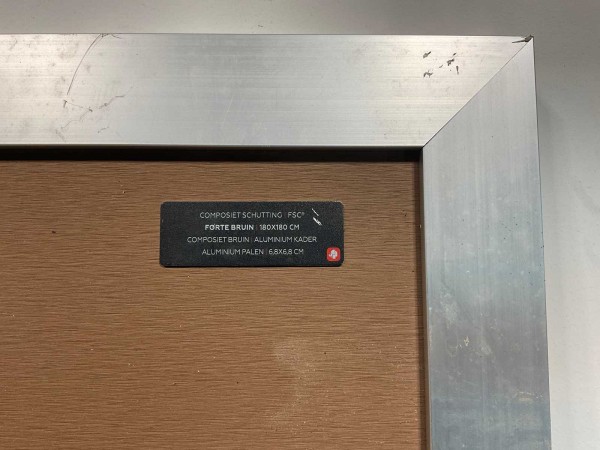 COMPOSIET SCHUTTING | FSC®
FORTE BRUIN | 180X180 CM
COMPOSIET BRUIN | ALUMINIUM KADER
ALUMINIUM PALEN | 6,8X6,8 CM